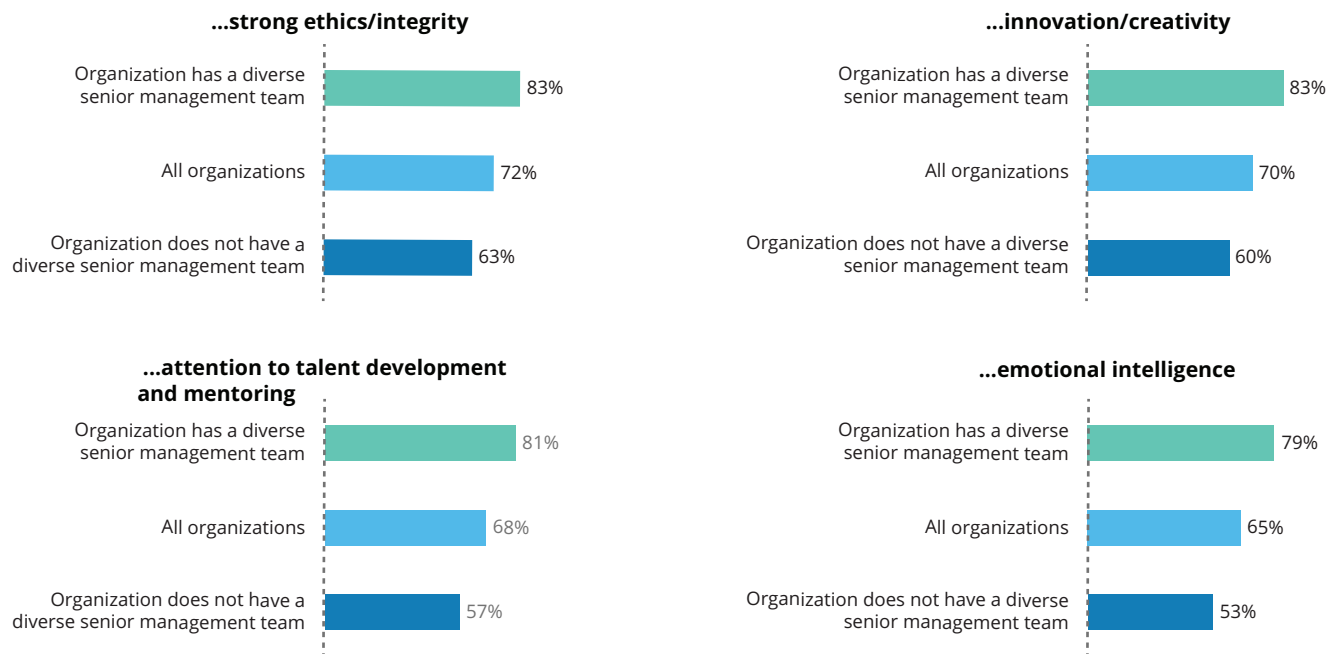 ...strong ethics/integrity
Organization has a diverse
senior management team
83%
All organizations
72%
Organization does not have a
diverse senior management team
63%
...innovation/creativity
Organization has a diverse
senior management team
83%
All organizations
70%
Organization does not have a diverse
senior management team
60%
...attention to talent development
and mentoring
Organization has a diverse
senior management team
81%
All organizations
68%
Organization does not have a
diverse senior management team
57%
...emotional intelligence
Organization has a diverse
senior management team
79%
All organizations
65%
Organization does not have a diverse
senior management team
53%